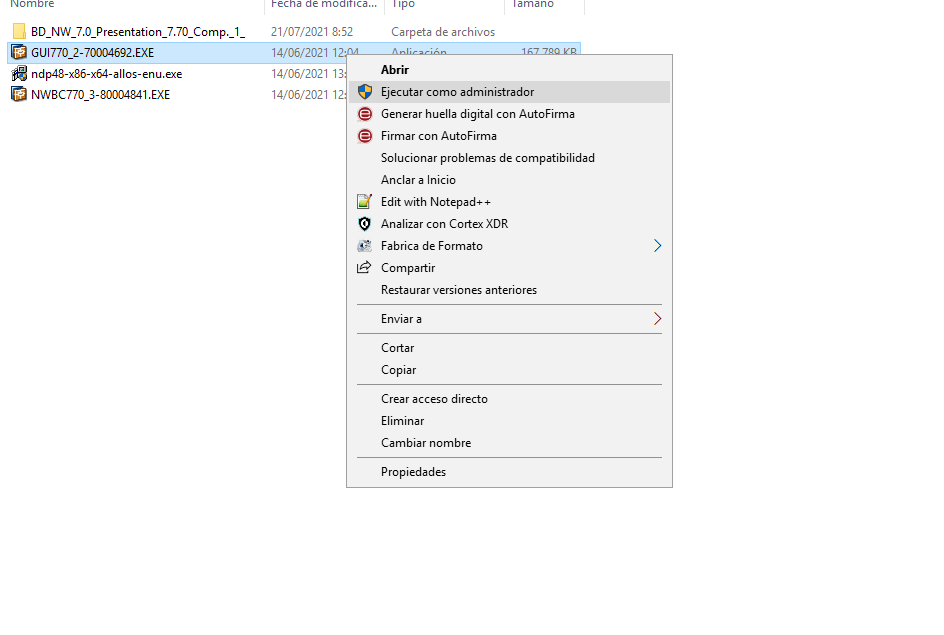 Nombre Fecha de modifica... Tipo Tamaño
BD_NW_7.0_Presentation_7.70_Comp._1_ 21/07/2021 8:52 Carpeta de archivos
GUI770_2-70004692.EXE 14/06/2021 12:04 Aplicación 167.789 KB
ndp48-x86-x64-allos-enu.exe 14/06/2021 13:
NWBC770_3-80004841.EXE 14/06/2021 12:
Abrir
Ejecutar como administrador
Generar huella digital con AutoFirma
Firmar con AutoFirma
Solucionar problemas de compatibilidad
Anclar a Inicio
Edit with Notepad++
Analizar con Cortex XDR
Fabrica de Formato
Compartir
Restaurar versiones anteriores
Enviar a
Cortar
Copiar
Crear acceso directo
Eliminar
Cambiar nombre
Propiedades